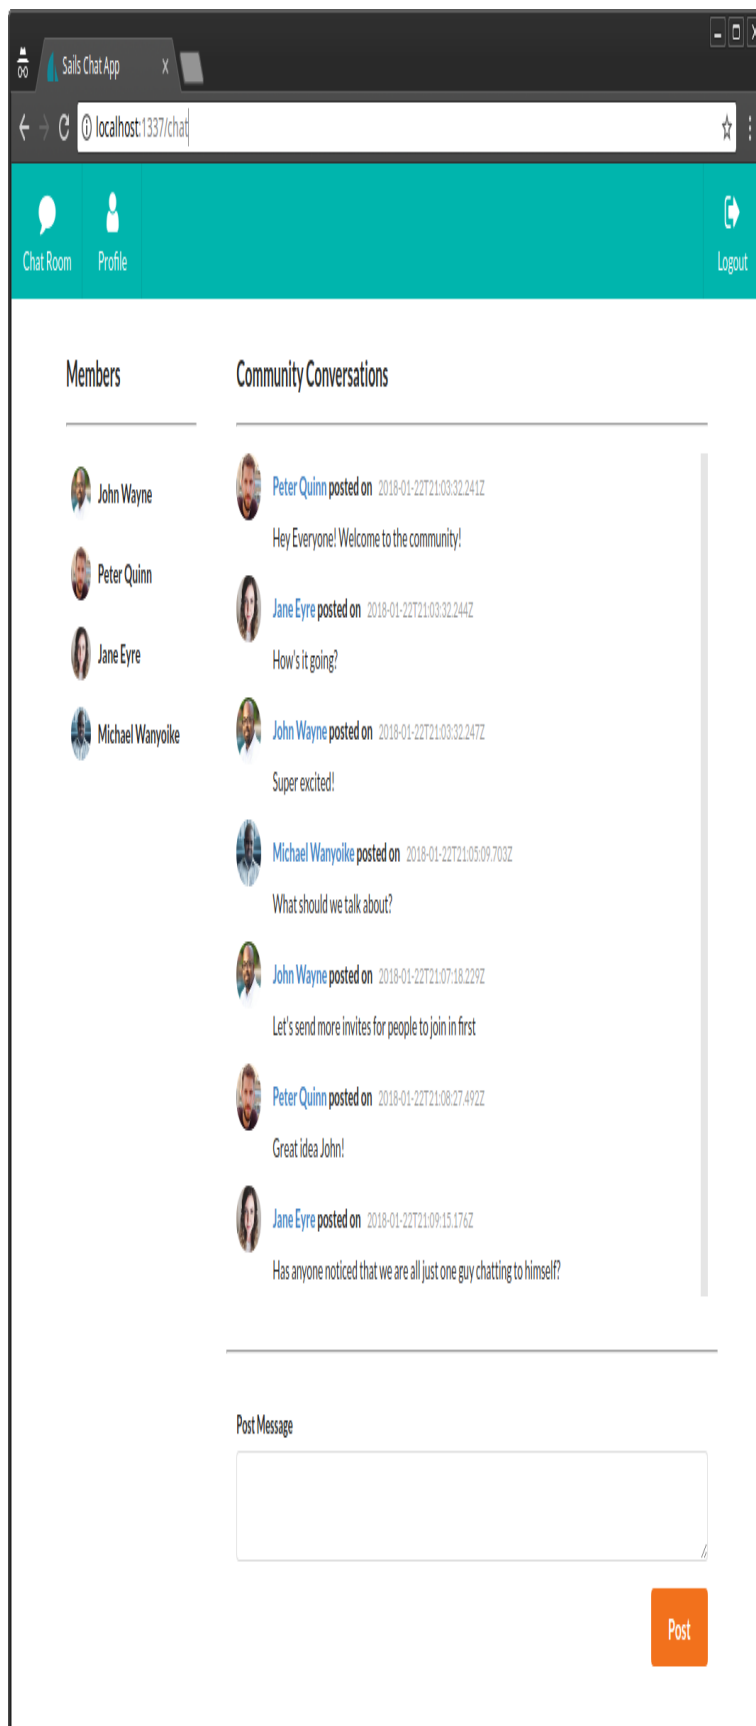 Sails Chat App
localhost:1337/chat
Chat Room
Profile
Logout
Members
John Wayne
Peter Quinn
Jane Eyre
Michael Wanyoike
Community Conversations
Peter Quinn posted on 2018-01-22T21:03:32.241Z
Hey Everyone! Welcome to the community!
Jane Eyre posted on 2018-01-22T21:03:32.244Z
How's it going?
John Wayne posted on 2018-01-22T21:03:32.247Z
Super excited!
Michael Wanyoike posted on 2018-01-22T21:05:09.703Z
What should we talk about?
John Wayne posted on 2018-01-22T21:07:18.229Z
Let's send more invites for people to join in first
Peter Quinn posted on 2018-01-22T21:08:27.492Z
Great idea John!
Jane Eyre posted on 2018-01-22T21:09:15.176Z
Has anyone noticed that we are all just one guy chatting to himself?
Post Message
Post